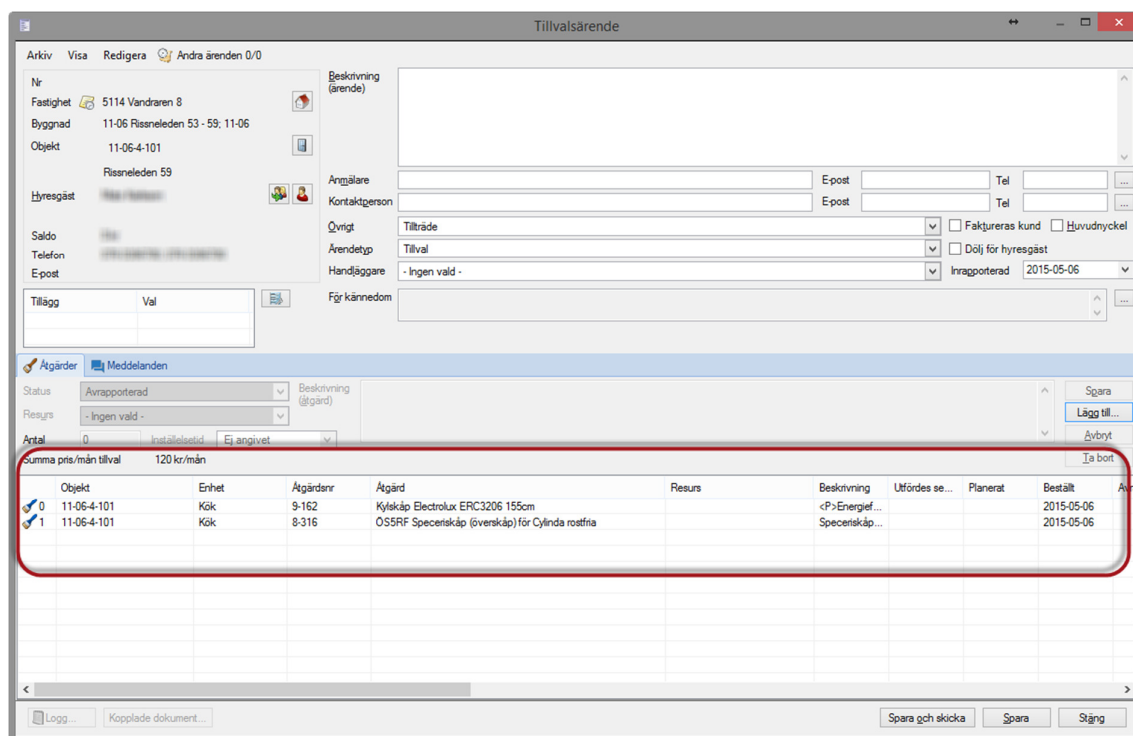 Tillvalsärende
Arkiv Visa Redigera Andra ärenden 0/0
Nr
Fastighet 5114 Vandraren 8
Byggnad 11-06 Rissneleden 53 - 59; 11-06
Objekt 11-06-4-101
Rissneleden 59
Hyresgäst
Saldo
Telefon
E-post
Tillägg Val
Beskrivning
(ärende)
Anmälare E-post Tel ...
Kontaktperson E-post Tel ...
Övrigt Tillträde Faktureras kund Huvudnyckel
Ärendetyp Tillval Dölj för hyresgäst
Handläggare - Ingen vald - Inrapporterad 2015-05-06
För kännedom ...
Åtgärder Meddelanden
Status Avrapporterad Beskrivning
(åtgärd)
Spara
Resurs - Ingen vald - Lägg till...
Antal 0 Inställelsetid Ej angivet Avbryt
Summa pris/mån tillval 120 kr/mån Ta bort
Objekt Enhet Åtgärdsnr Åtgärd Resurs Beskrivning Utfördes se... Planerat Beställt
0 11-06-4-101 Kök 9-162 Kylskåp Electrolux ERC3206 155cm <P>Energief... 2015-05-06
1 11-06-4-101 Kök 8-316 ÖS5RF Speceriskåp (överskåp) för Cylinda rostfria Speceriskåp... 2015-05-06
Logg... Kopplade dokument... Spara och skicka Spara Stäng